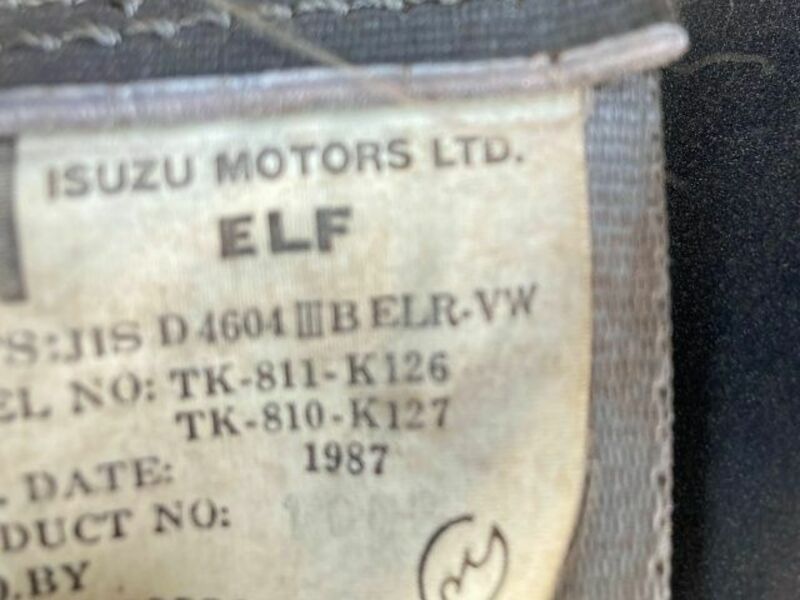 ISUZU MOTORS LTD.
ELF
S:JIS D 4604 III B ELR-VW
EL NO: TK-811-K126
TK-810-K127
. DATE: 1987
DUCT NO:
.BY